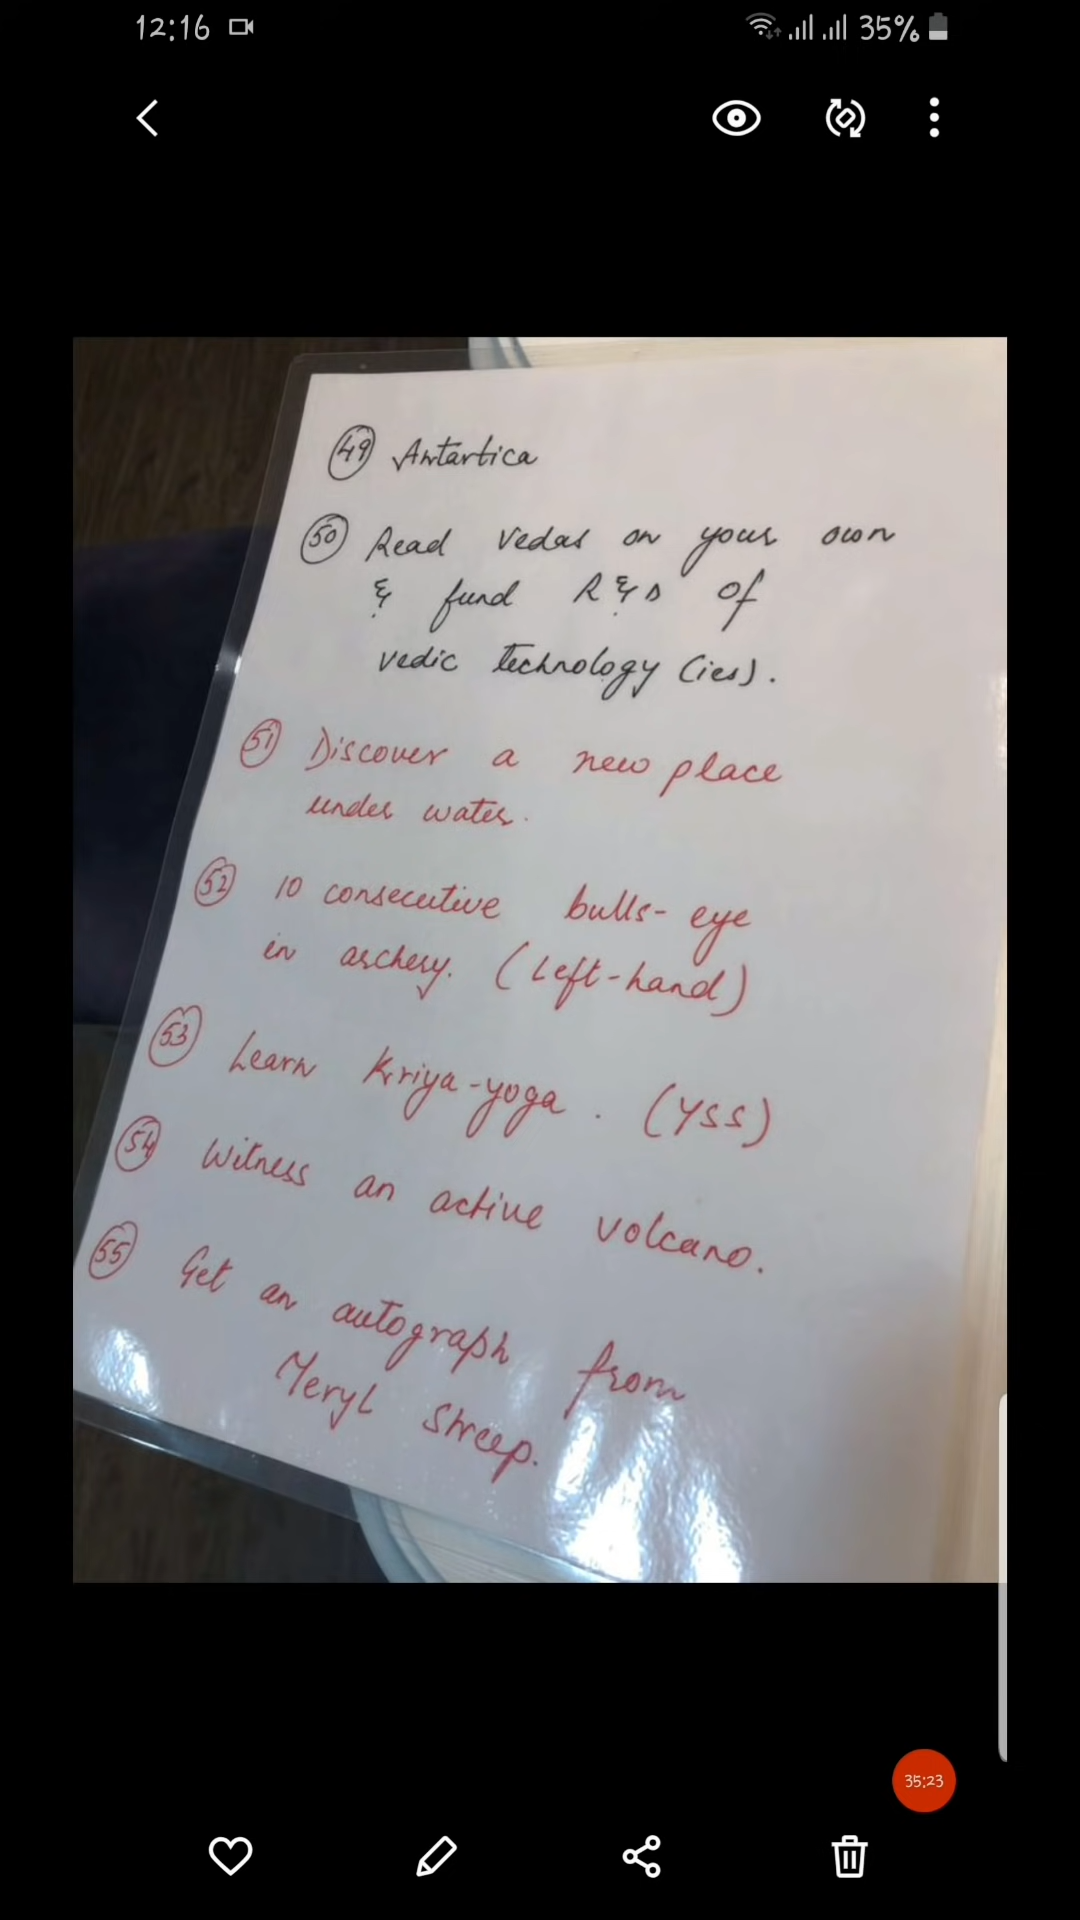 12:16
35%
49 Antartica
50 Read Vedas on your own
& fund R&D of
vedic technology (ies).
51 Discover a new place
under water.
52 10 consecutive bulls-eye
in archery. (Left-hand)
53 Learn Kriya-yoga. (YSS)
54 Witness an active volcano.
55 Get an autograph from
Meryl Streep.
35:23